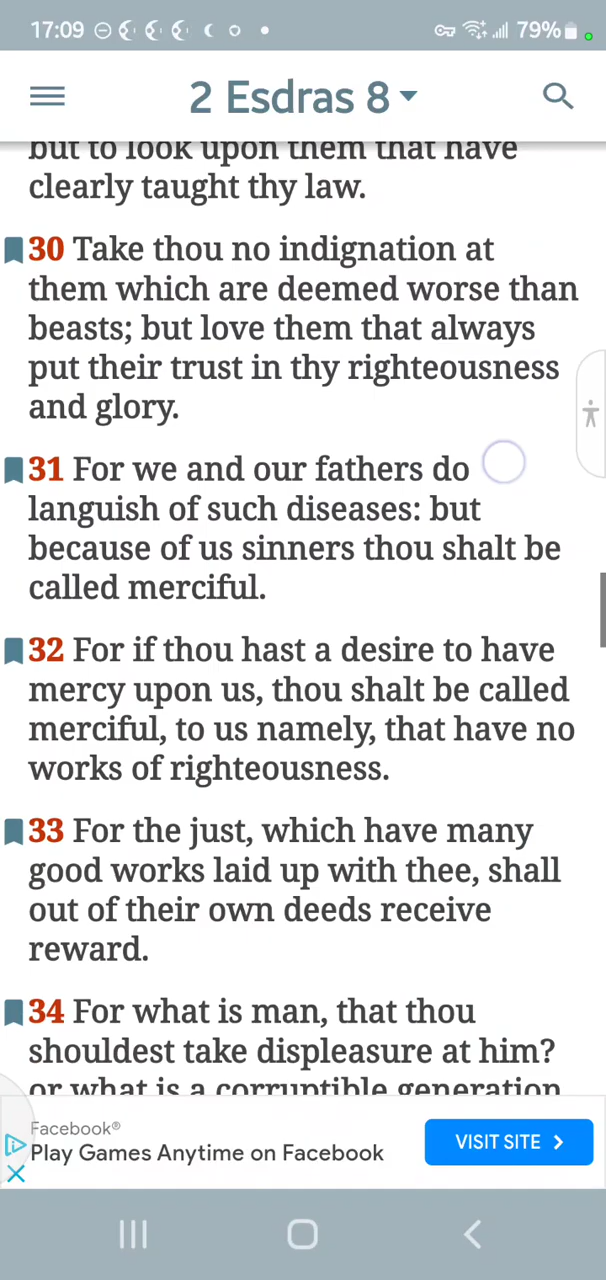 17:09 79%
2 Esdras 8
but to look upon them that have
clearly taught thy law.
30 Take thou no indignation at
them which are deemed worse than
beasts; but love them that always
put their trust in thy righteousness
and glory.
31 For we and our fathers do
languish of such diseases: but
because of us sinners thou shalt be
called merciful.
32 For if thou hast a desire to have
mercy upon us, thou shalt be called
merciful, to us namely, that have no
works of righteousness.
33 For the just, which have many
good works laid up with thee, shall
out of their own deeds receive
reward.
34 For what is man, that thou
shouldest take displeasure at him?
or what is a corruptible generation
Facebook®
Play Games Anytime on Facebook
VISIT SITE